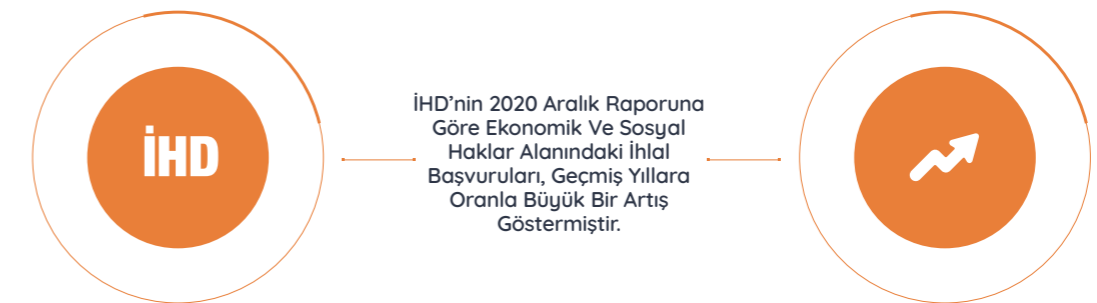 İHD
İHD’nin 2020 Aralık Raporuna
Göre Ekonomik Ve Sosyal
Haklar Alanındaki İhlal
Başvuruları, Geçmiş Yıllara
Oranla Büyük Bir Artış
Göstermiştir.